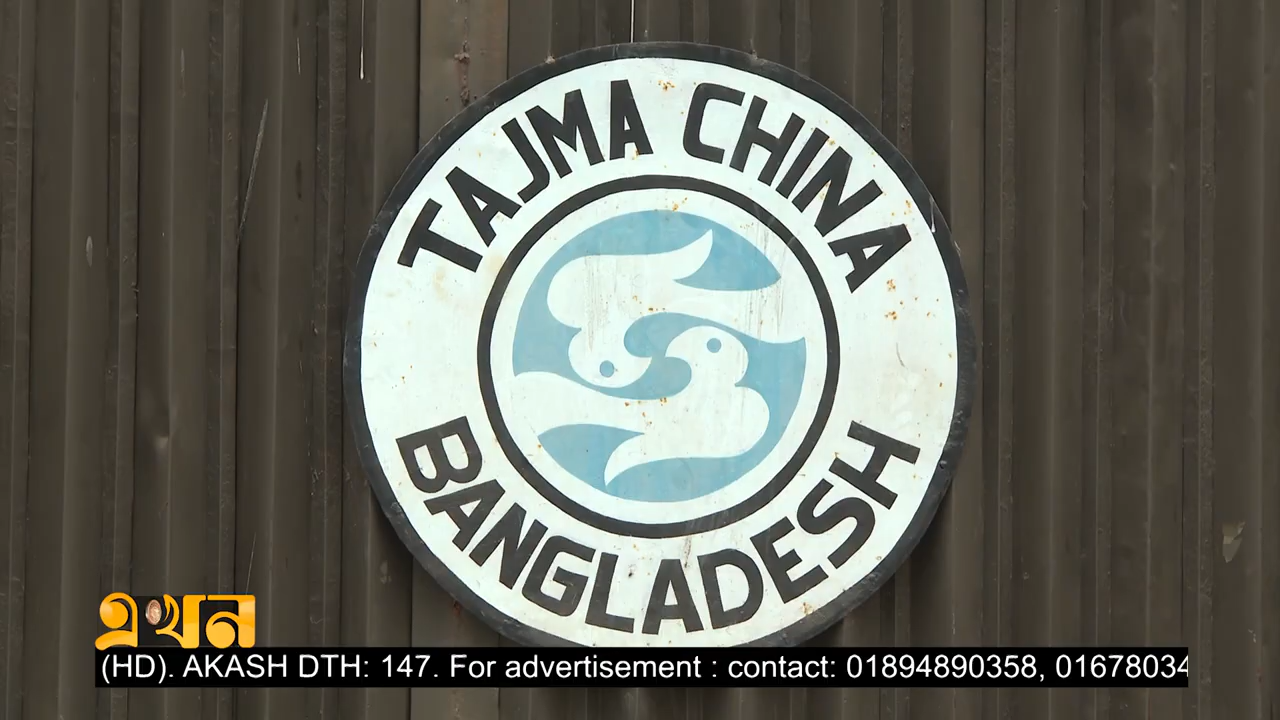 TAJMA CHINA
BANGLADESH
এখন
(HD). AKASH DTH: 147. For advertisement : contact: 01894890358, 01678034